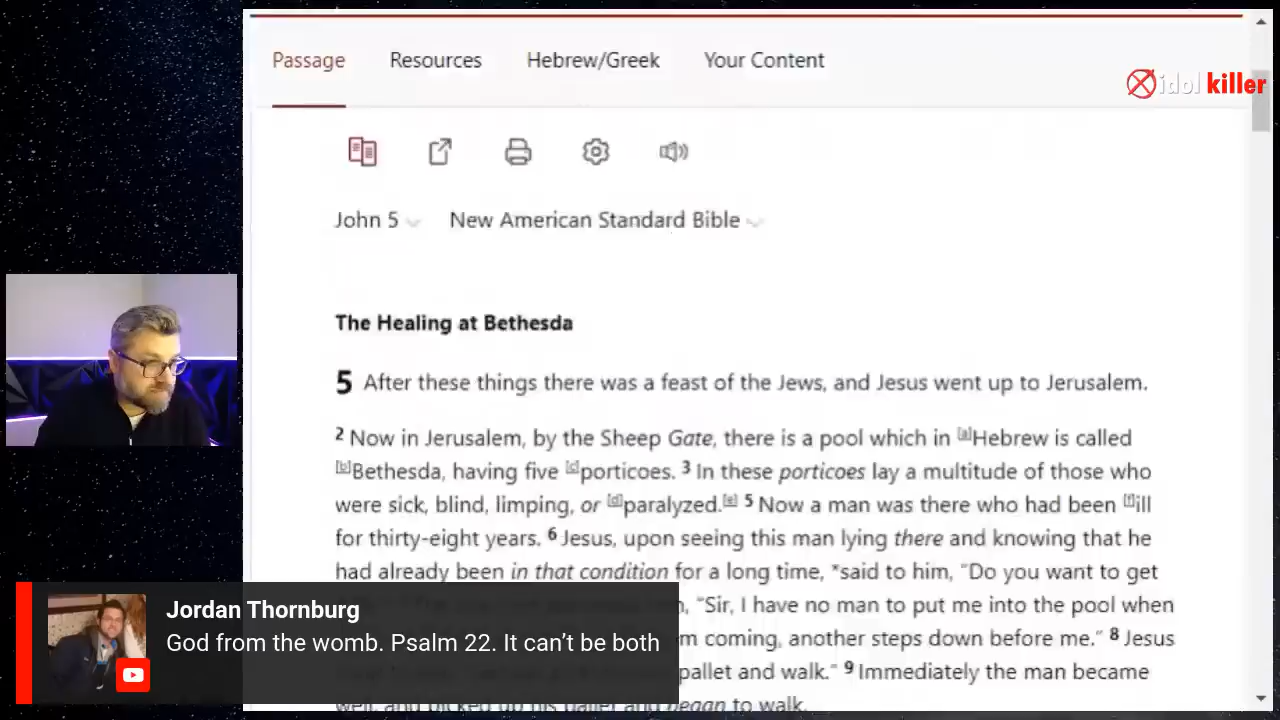 Passage Resources Hebrew/Greek Your Content
idol killer
John 5 New American Standard Bible
The Healing at Bethesda
5 After these things there was a feast of the Jews, and Jesus went up to Jerusalem.
2 Now in Jerusalem, by the Sheep Gate, there is a pool which in [a]Hebrew is called
[b]Bethesda, having five [c]porticoes. 3 In these porticoes lay a multitude of those who
were sick, blind, limping, or [d]paralyzed.[e] 5 Now a man was there who had been [f]ill
for thirty-eight years. 6 Jesus, upon seeing this man lying there and knowing that he
had already been in that condition for a long time, *said to him, “Do you want to get
“Sir, I have no man to put me into the pool when
coming, another steps down before me.” 8 Jesus
pallet and walk.” 9 Immediately the man became
well, and picked up his pallet and began to walk.
Jordan Thornburg
God from the womb. Psalm 22. It can’t be both